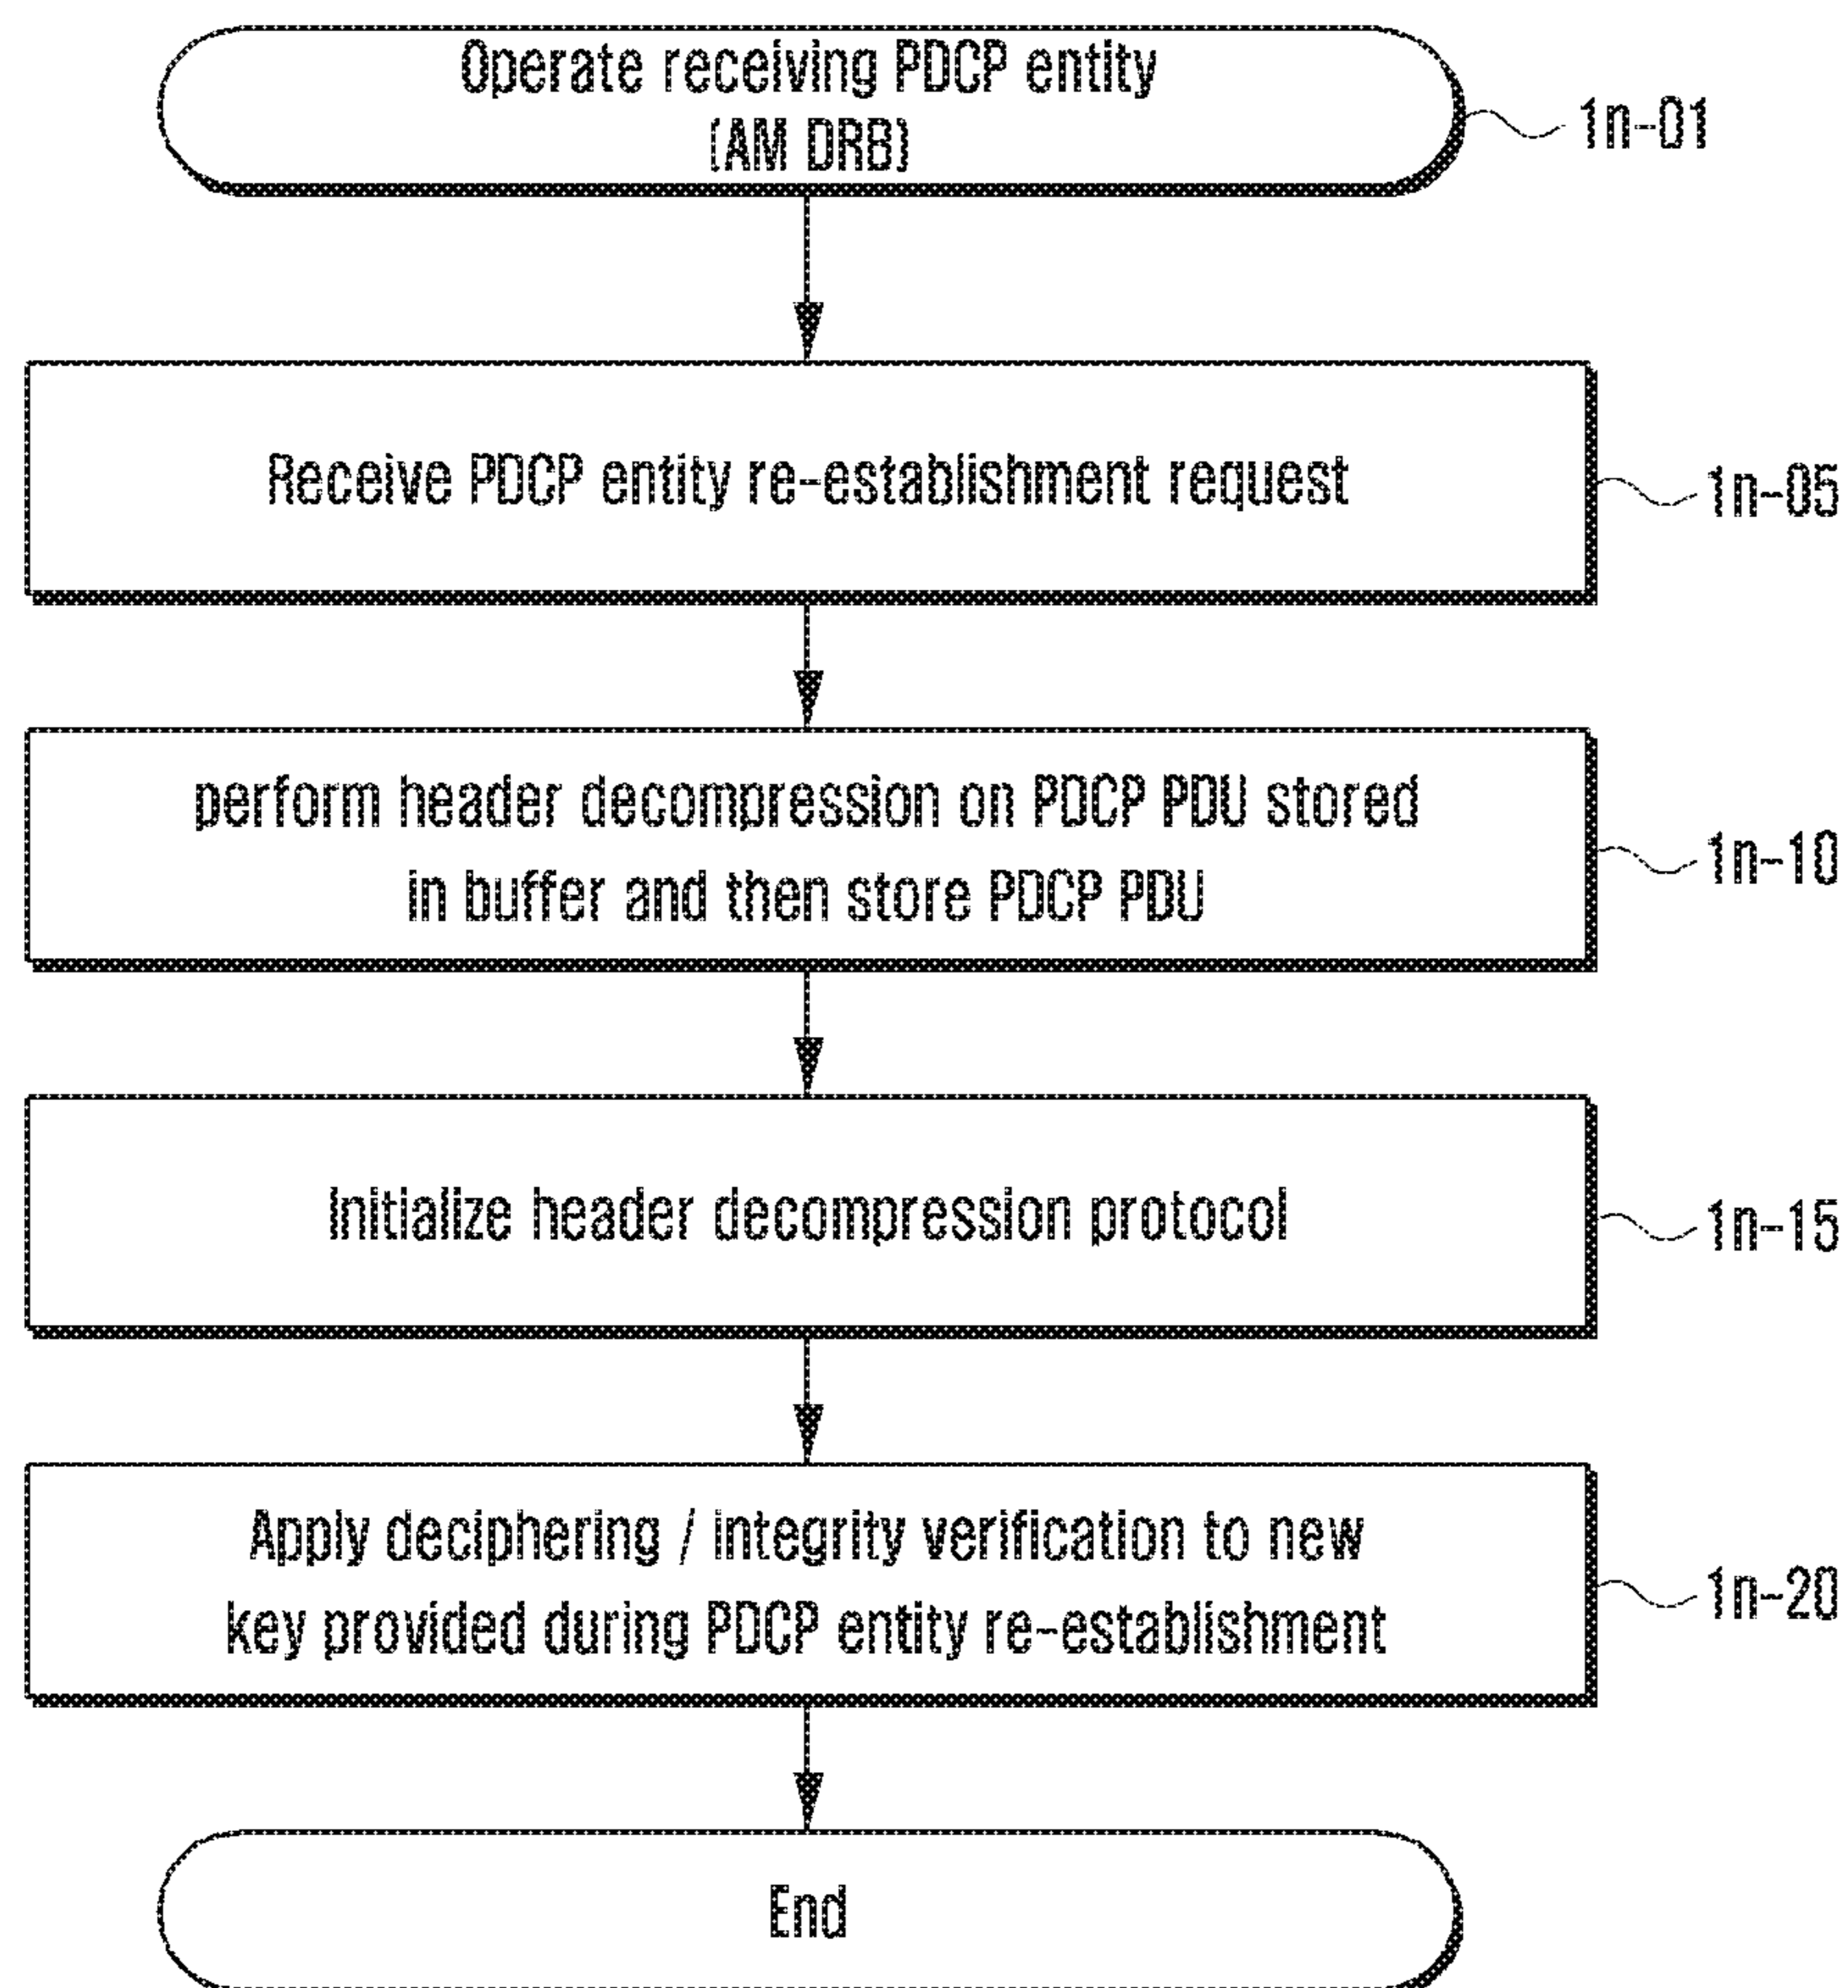 Operate receiving PDCP entity
(AM DRB)
1n-01
Receive PDCP entity re-establishment request
1n-05
perform header decompression on PDCP PDU stored
in buffer and then store PDCP PDU
1n-10
Initialize header decompression protocol
1n-15
Apply deciphering / integrity verification to new
key provided during PDCP entity re-establishment
1n-20
End